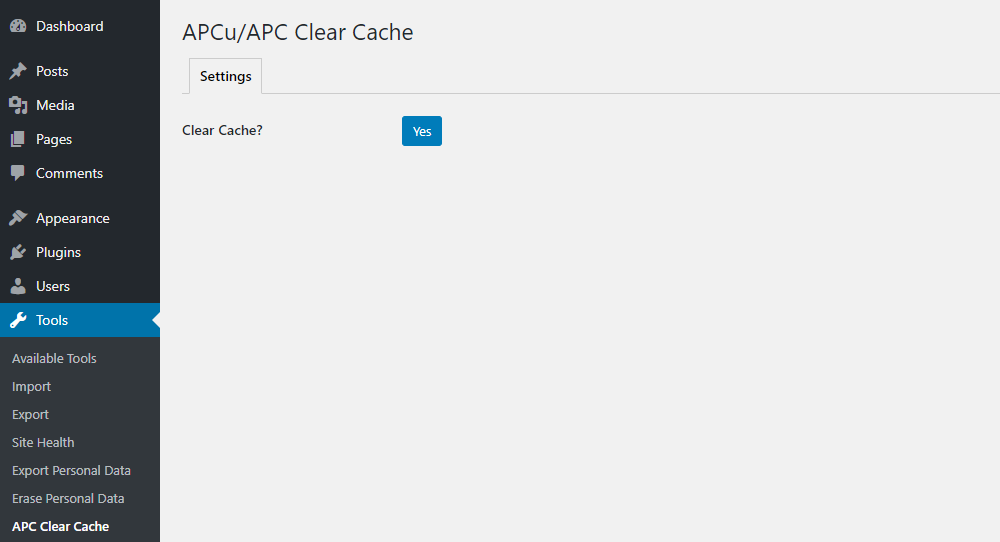 Dashboard
Posts
Media
Pages
Comments
Appearance
Plugins
Users
Tools
Available Tools
Import
Export
Site Health
Export Personal Data
Erase Personal Data
APC Clear Cache
APCu/APC Clear Cache
Settings
Clear Cache? Yes